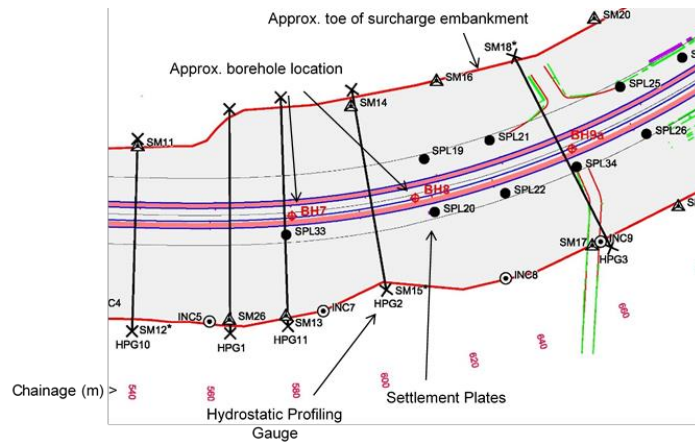 Approx. toe of surcharge embankment
SM20
SM18*
Approx. borehole location
SM16
SM14
SPL25
SM11
SPL21
SPL26
SPL19
BH9a
SPL34
BH8
SPL22
BH7
SPL20
SPL33
SM17
INC9
HPG3
INC8
SM15*
HPG2
INC7
INC5
SM26
SM13
SM12*
HPG10
HPG1
HPG11
Chainage (m) >
540
560
580
600
620
640
660
Hydrostatic Profiling
Gauge
Settlement Plates